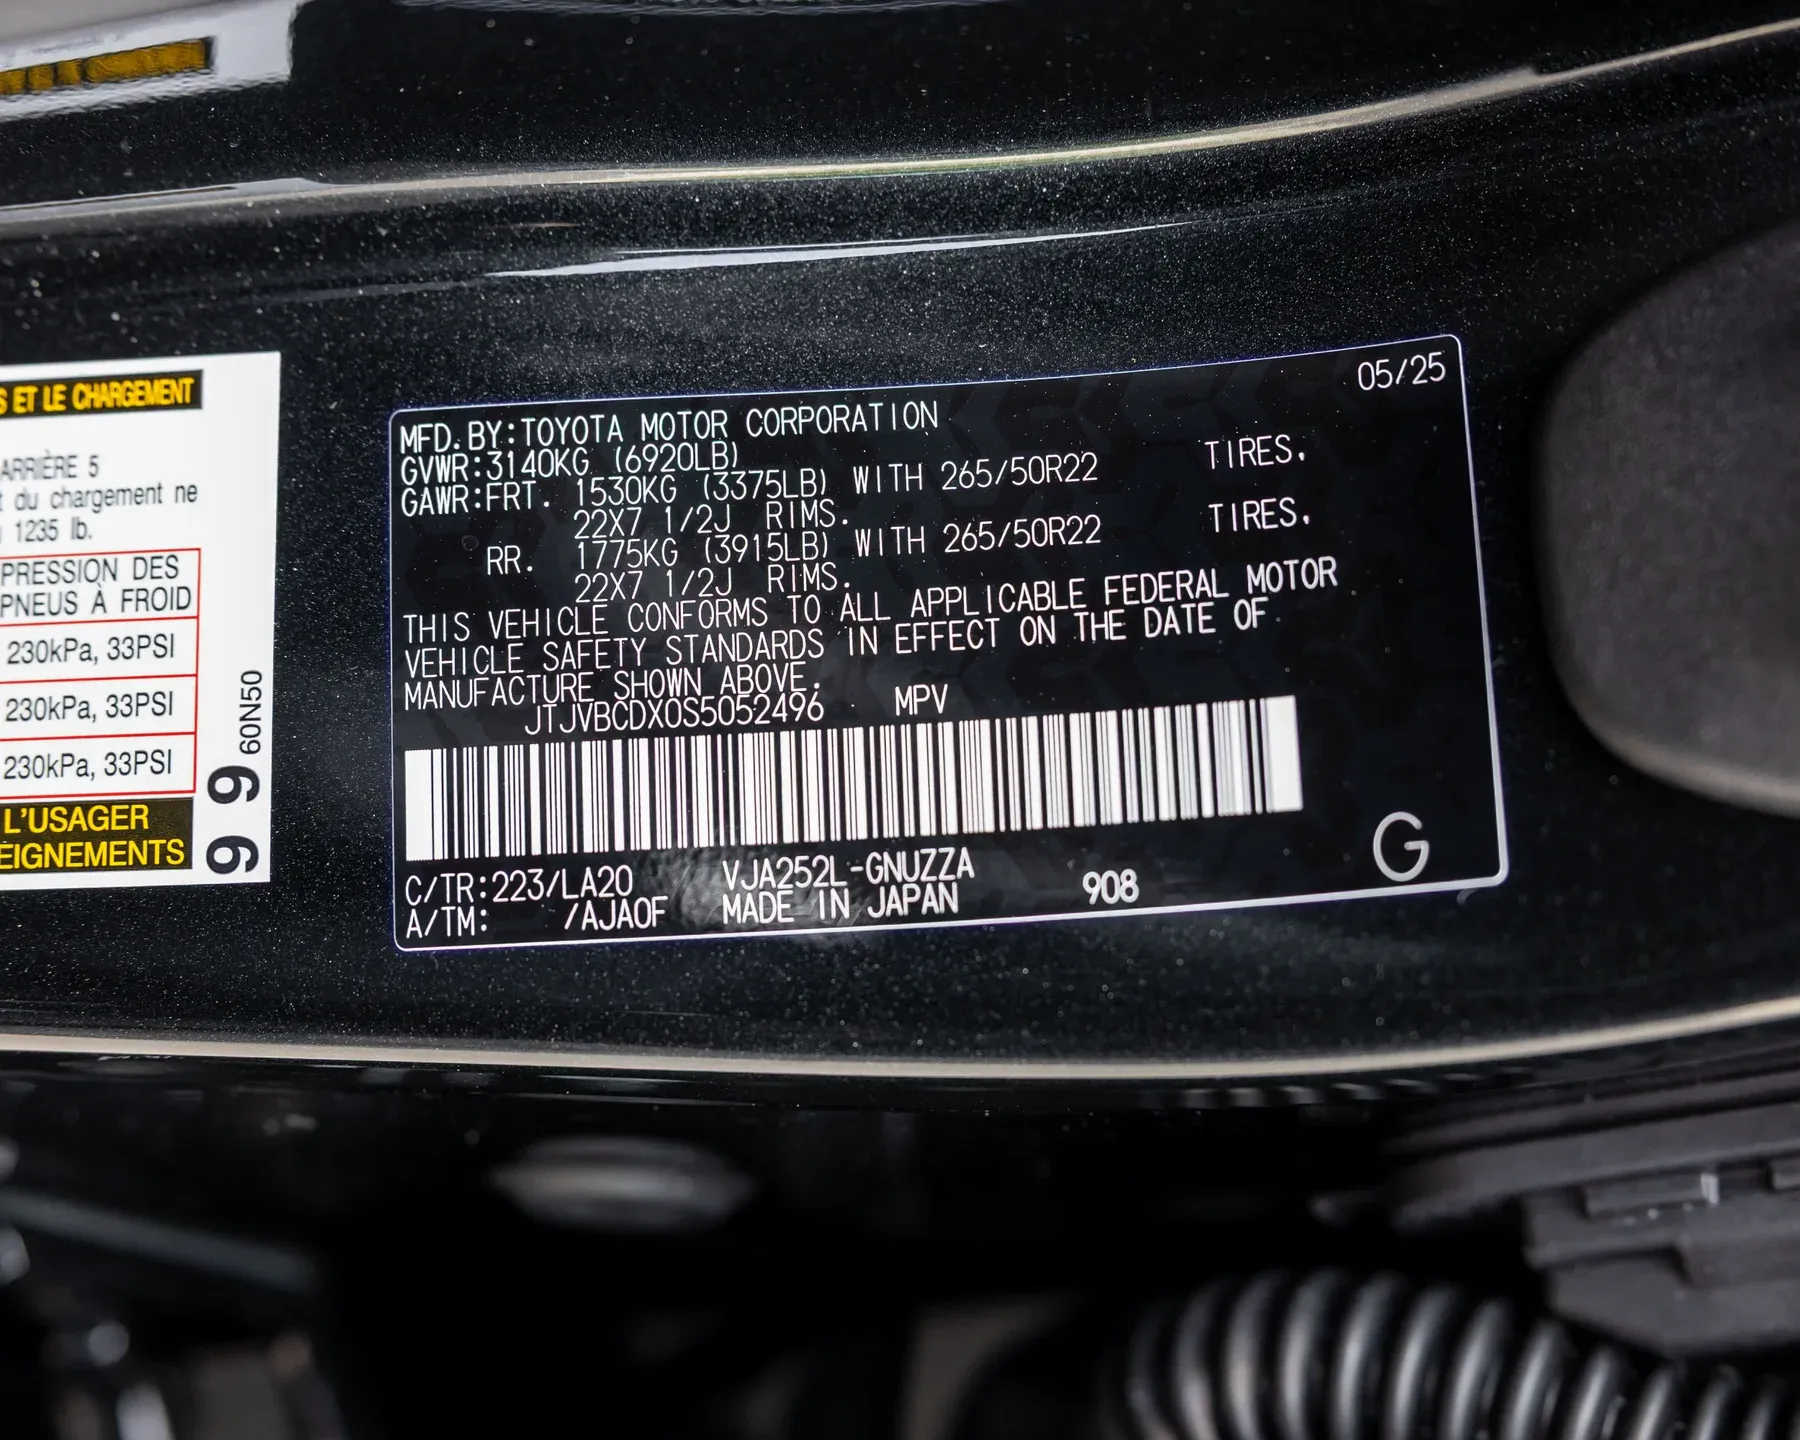 S ET LE CHARGEMENT
ARRIÈRE 5
t du chargement ne
1235 lb.
PRESSION DES
PNEUS À FROID
230kPa, 33PSI
230kPa, 33PSI
230kPa, 33PSI
L'USAGER
EIGNEMENTS
60N50
99
05/25
MFD.BY:TOYOTA MOTOR CORPORATION
GVWR:3140KG (6920LB)
GAWR:FRT. 1530KG (3375LB) WITH 265/50R22 TIRES.
22X7 1/2J RIMS.
RR. 1775KG (3915LB) WITH 265/50R22 TIRES.
22X7 1/2J RIMS.
THIS VEHICLE CONFORMS TO ALL APPLICABLE FEDERAL MOTOR
VEHICLE SAFETY STANDARDS IN EFFECT ON THE DATE OF
MANUFACTURE SHOWN ABOVE.
JTJVBCDX0S5052496 MPV
C/TR:223/LA20 VJA252L-GNUZZA 908 G
A/TM: /AJA0F MADE IN JAPAN